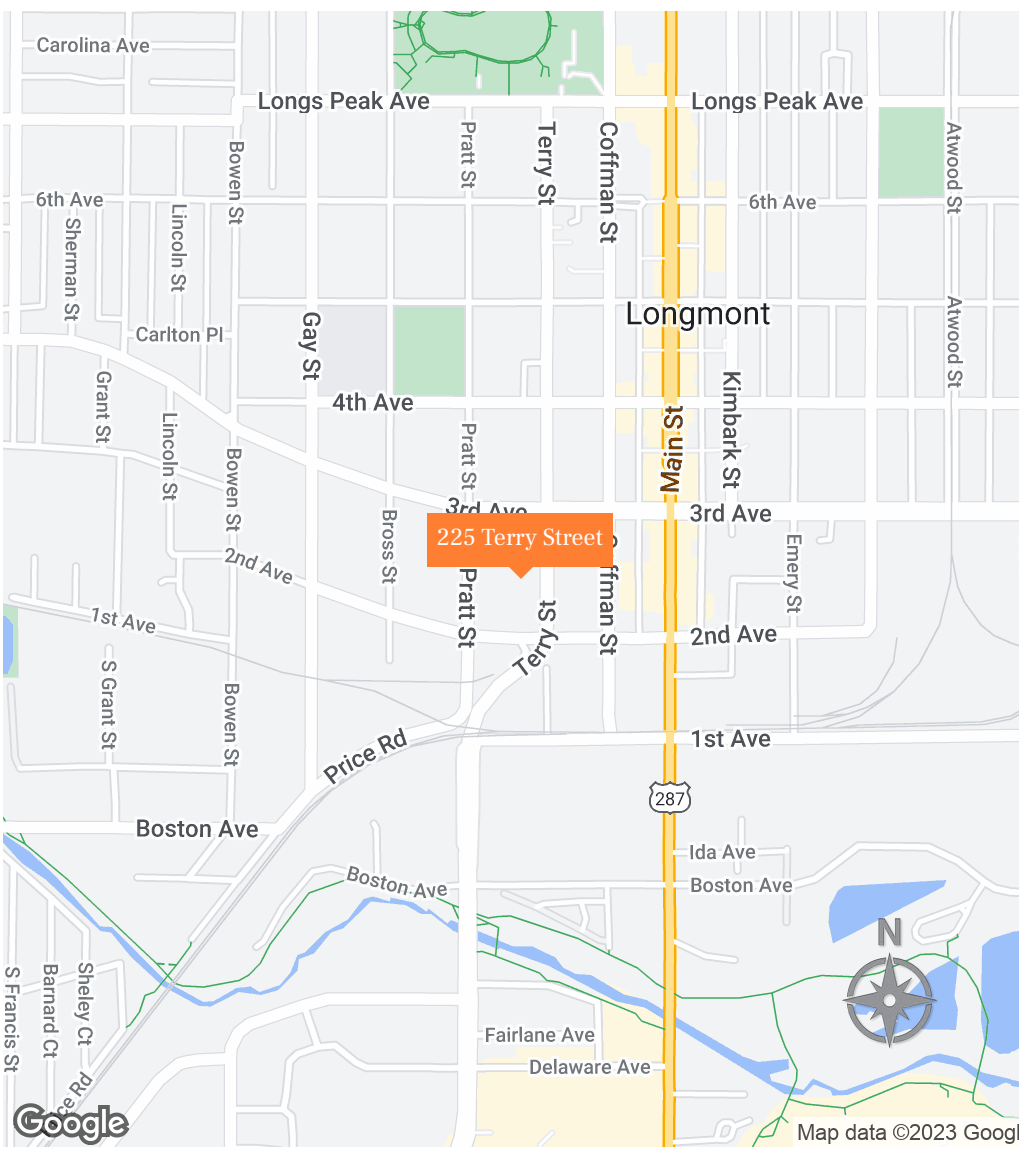 Carolina Ave
Longs Peak Ave
Longs Peak Ave
Pratt St
Terry St
Coffman St
Atwood St
Bowen St
6th Ave
6th Ave
Lincoln St
Sherman St
Longmont
Gay St
Carlton Pl
Atwood St
Grant St
Kimbark St
4th Ave
Main St
Lincoln St
Pratt St
Bowen St
3rd Ave
3rd Ave
Bross St
225 Terry Street
Emery St
2nd Ave
Pratt St
Terry St
1st Ave
2nd Ave
S Grant St
Bowen St
Price Rd
1st Ave
287
Boston Ave
Ida Ave
Boston Ave
Boston Ave
N
S Francis St
Barnard Ct
Sheley Ct
Fairlane Ave
Delaware Ave
Google
Map data ©2023 Googl